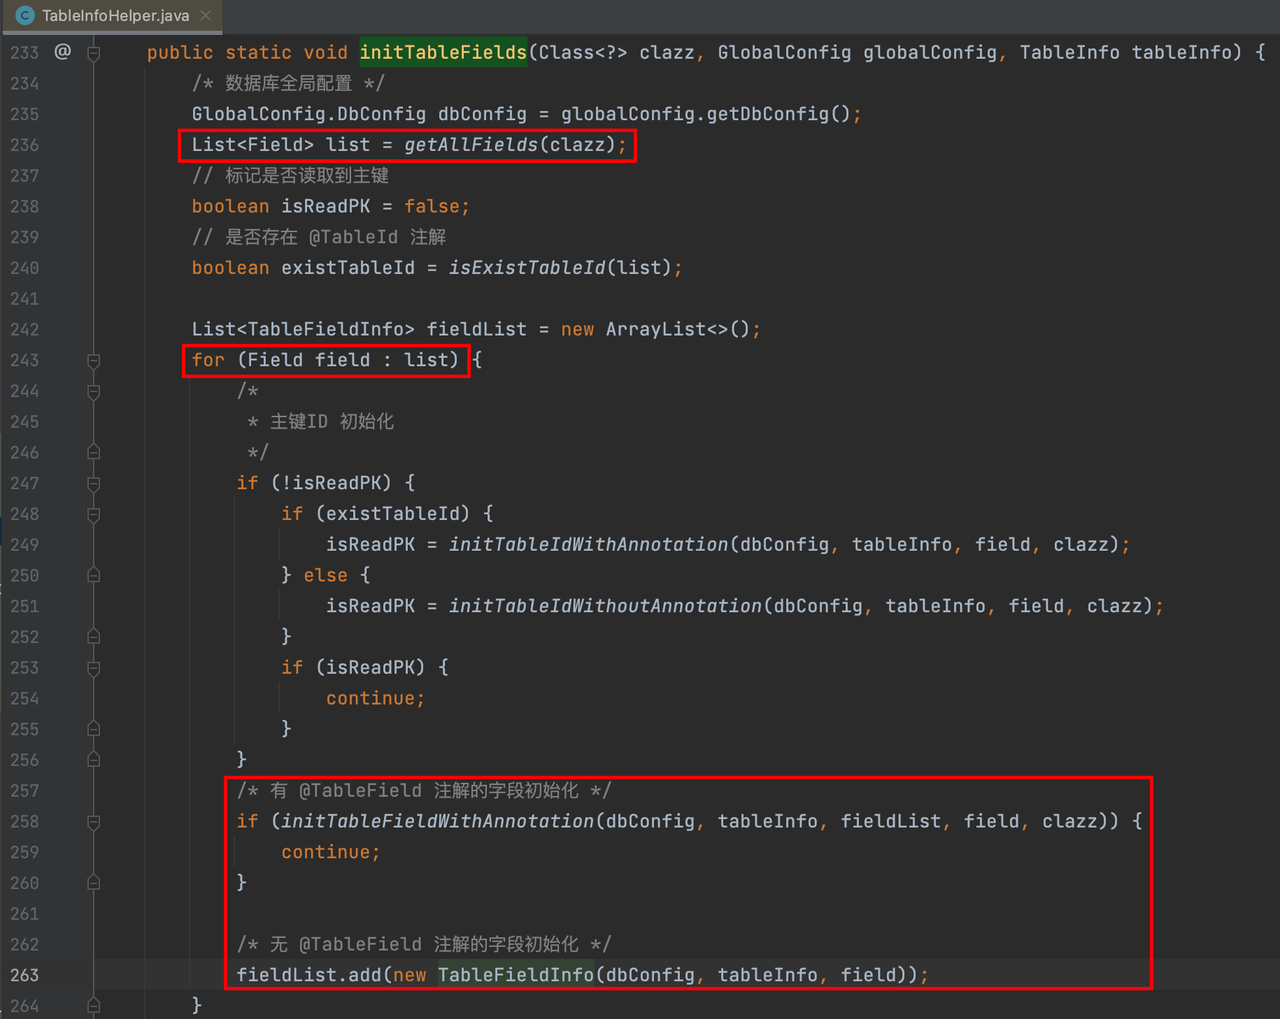 TableInfoHelper.java
233 @ public static void initTableFields(Class<?> clazz, GlobalConfig globalConfig, TableInfo tableInfo) {
234 /* 数据库全局配置 */
235 GlobalConfig.DbConfig dbConfig = globalConfig.getDbConfig();
236 List<Field> list = getAllFields(clazz);
237 // 标记是否读取到主键
238 boolean isReadPK = false;
239 // 是否存在 @TableId 注解
240 boolean existTableId = isExistTableId(list);
241
242 List<TableFieldInfo> fieldList = new ArrayList<>();
243 for (Field field : list) {
244 /*
245 * 主键ID 初始化
246 */
247 if (!isReadPK) {
248 if (existTableId) {
249 isReadPK = initTableIdWithAnnotation(dbConfig, tableInfo, field, clazz);
250 } else {
251 isReadPK = initTableIdWithoutAnnotation(dbConfig, tableInfo, field, clazz);
252 }
253 if (isReadPK) {
254 continue;
255 }
256 }
257 /* 有 @TableField 注解的字段初始化 */
258 if (initTableFieldWithAnnotation(dbConfig, tableInfo, fieldList, field, clazz)) {
259 continue;
260 }
261
262 /* 无 @TableField 注解的字段初始化 */
263 fieldList.add(new TableFieldInfo(dbConfig, tableInfo, field));
264 }